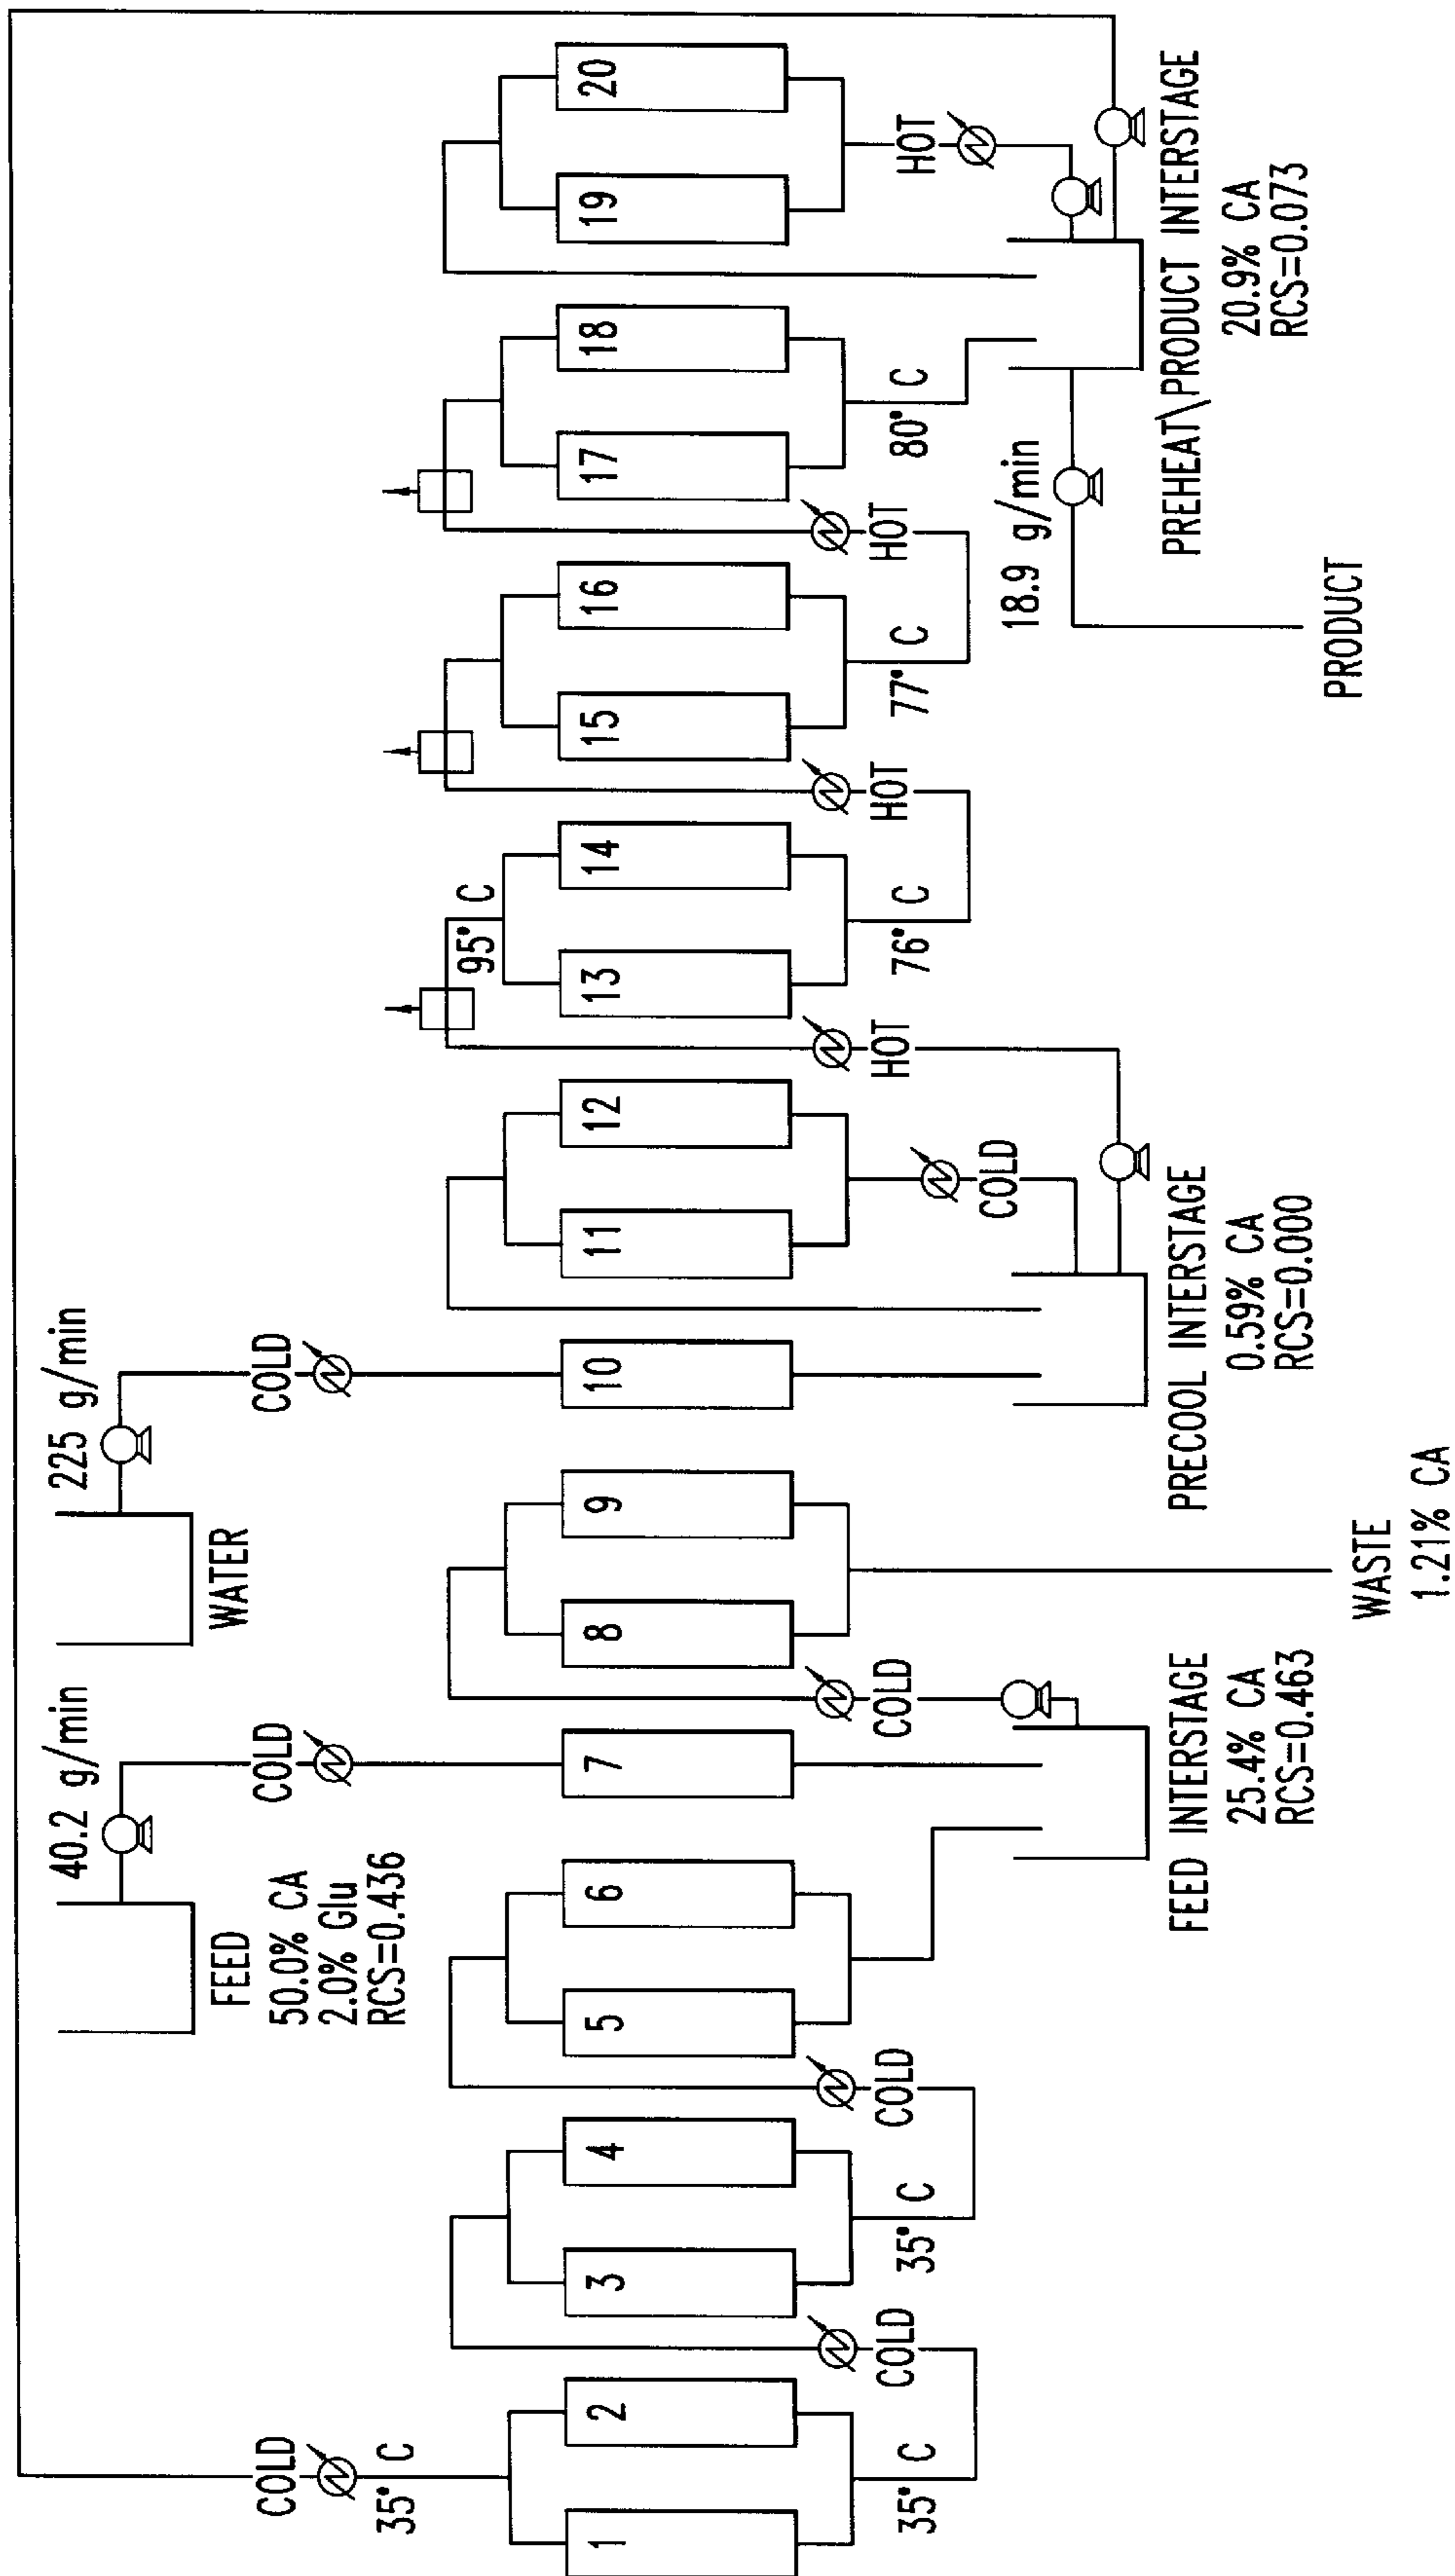 COLD
35° C
1
2
35° C
COLD
3
4
35° C
COLD
5
6
40.2 g/min
FEED
50.0% CA
2.0% Glu
RCS=0.436
COLD
7
FEED INTERSTAGE
25.4% CA
RCS=0.463
COLD
8
9
WASTE
1.21% CA
225 g/min
WATER
COLD
10
PRECOOL INTERSTAGE
0.59% CA
RCS=0.000
11
12
COLD
HOT
95° C
13
14
76° C
HOT
15
16
77° C
HOT
17
18
80° C
19
20
HOT
18.9 g/min
PRODUCT
PREHEAT\PRODUCT INTERSTAGE
20.9% CA
RCS=0.073